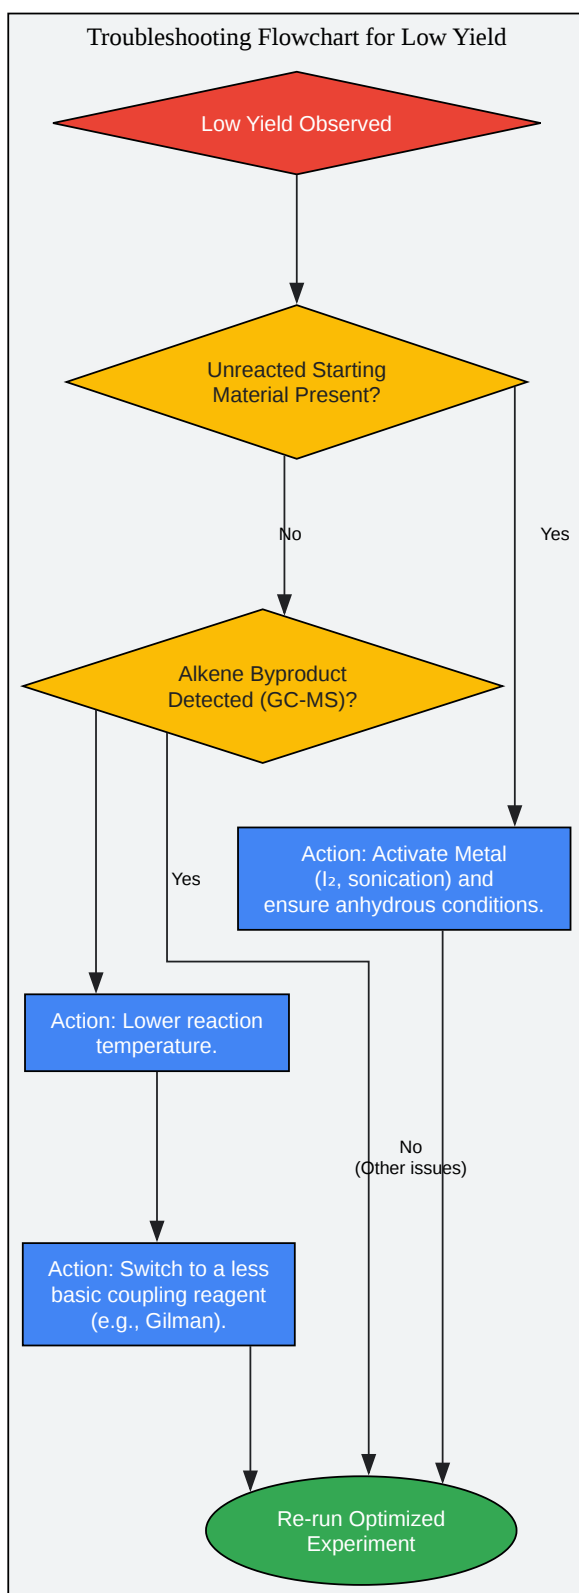 Troubleshooting Flowchart for Low Yield
Low Yield Observed
Unreacted Starting
Material Present?
No
Yes
Alkene Byproduct
Detected (GC-MS)?
Action: Activate Metal
(I₂, sonication) and
ensure anhydrous conditions.
Yes
Action: Lower reaction
temperature.
No
(Other issues)
Action: Switch to a less
basic coupling reagent
(e.g., Gilman).
Re-run Optimized
Experiment